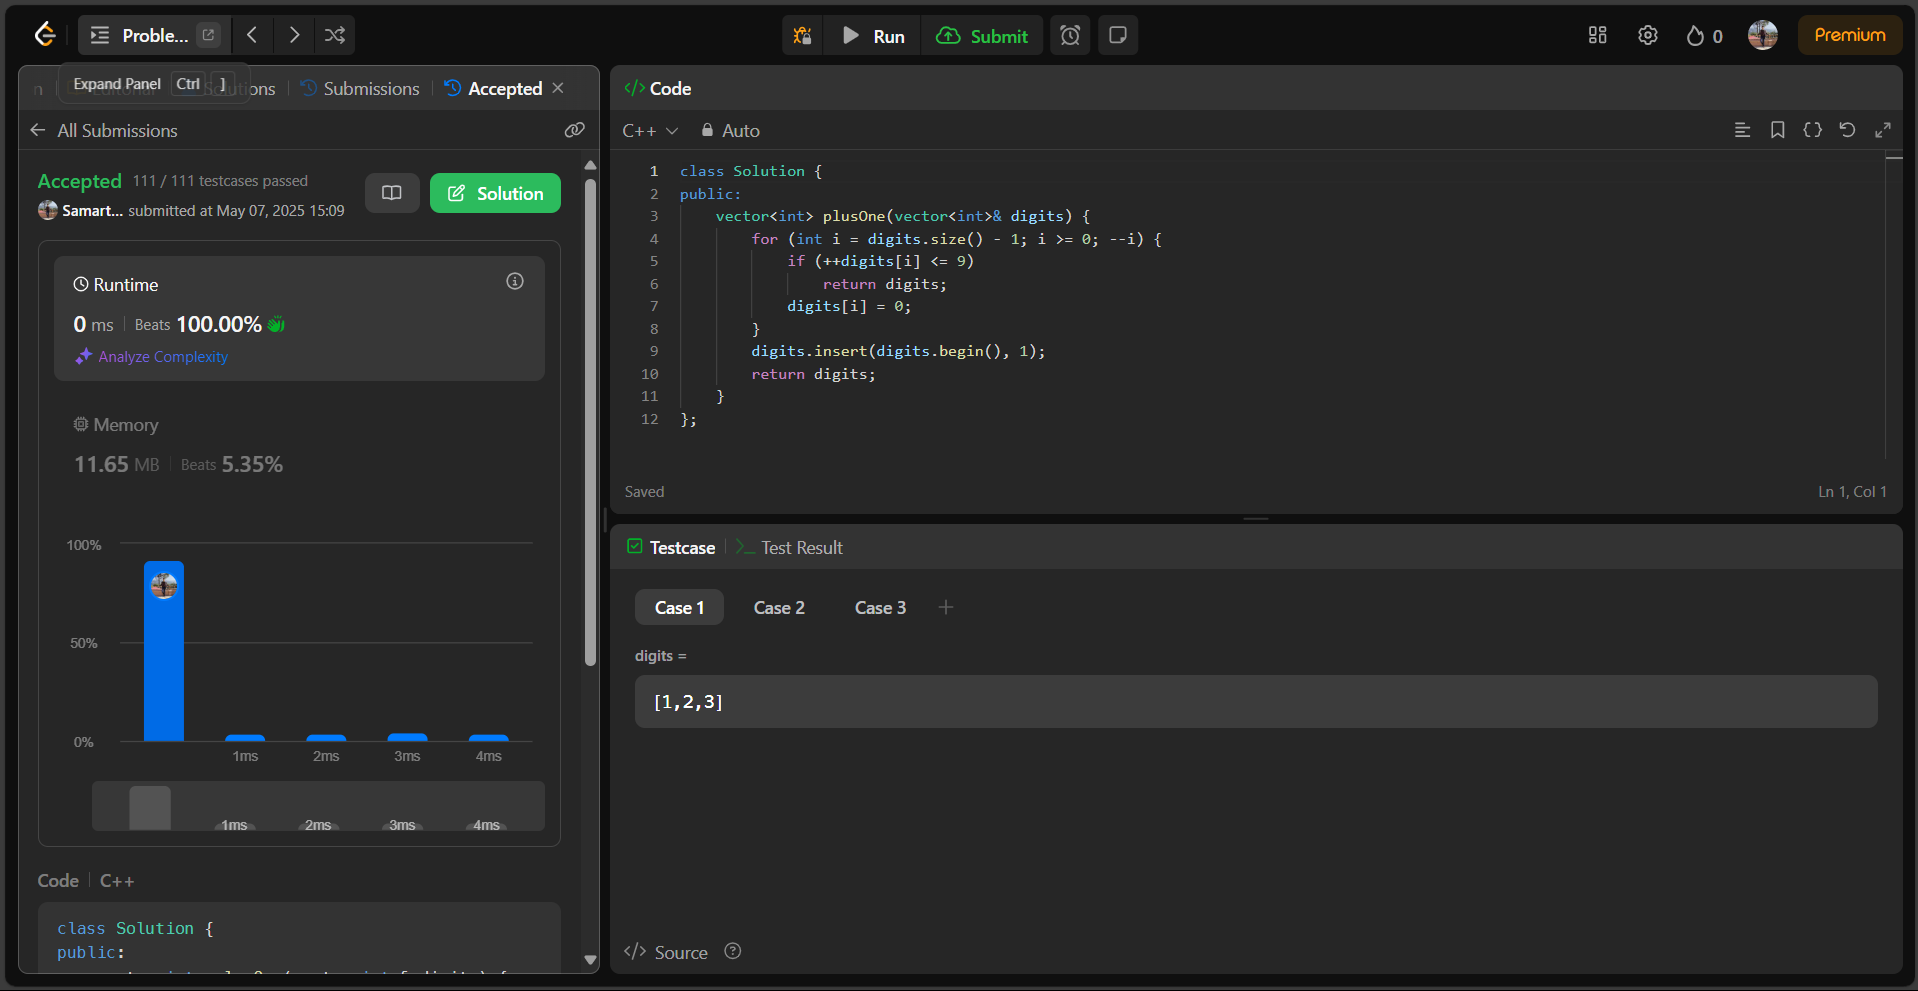 Proble...
Run
Submit
0
Premium
Expand Panel Ctrl ]
Submissions
Accepted
All Submissions
Accepted 111 / 111 testcases passed
Samart... submitted at May 07, 2025 15:09
Solution
Runtime
0 ms Beats 100.00%
Analyze Complexity
Memory
11.65 MB Beats 5.35%
100%
50%
0%
1ms 2ms 3ms 4ms
1ms 2ms 3ms 4ms
Code C++
class Solution {
public:
</> Code
C++ Auto
1 class Solution {
2 public:
3 vector<int> plusOne(vector<int>& digits) {
4 for (int i = digits.size() - 1; i >= 0; --i) {
5 if (++digits[i] <= 9)
6 return digits;
7 digits[i] = 0;
8 }
9 digits.insert(digits.begin(), 1);
10 return digits;
11 }
12 };
Saved
Ln 1, Col 1
Testcase
Test Result
Case 1 Case 2 Case 3 +
digits =
[1,2,3]
</> Source